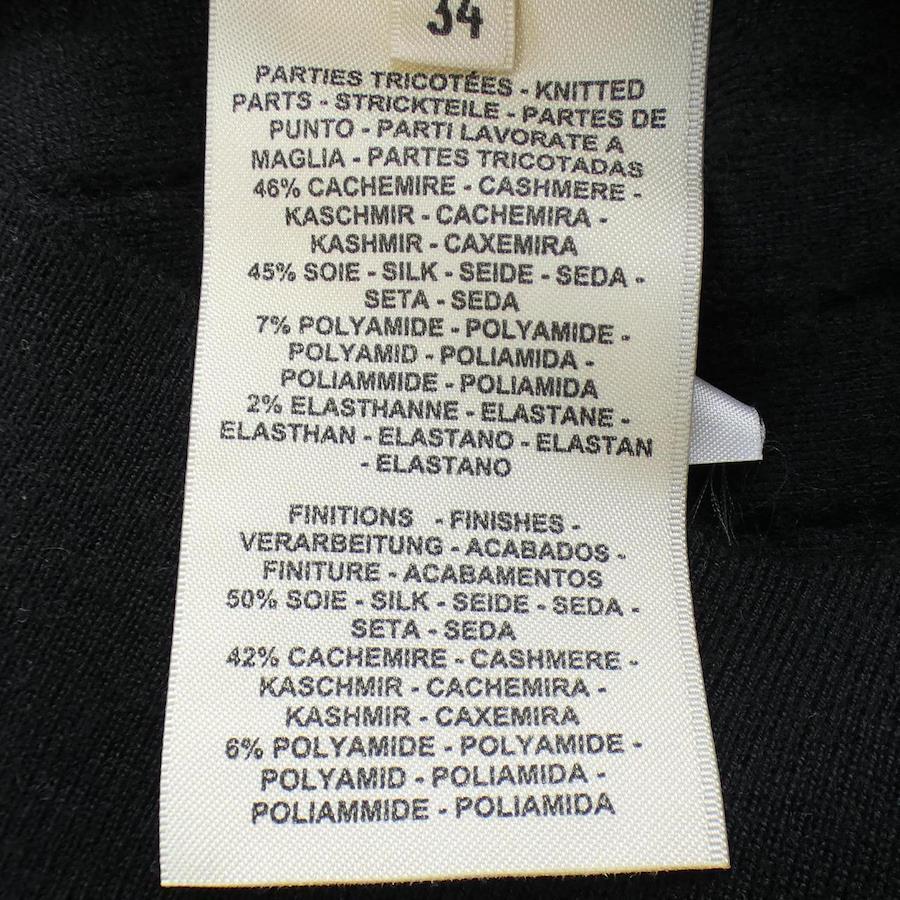 34
PARTIES TRICOTÉES - KNITTED
PARTS - STRICKTEILE - PARTES DE
PUNTO - PARTI LAVORATE A
MAGLIA - PARTES TRICOTADAS
46% CACHEMIRE - CASHMERE -
KASCHMIR - CACHEMIRA -
KASHMIR - CAXEMIRA
45% SOIE - SILK - SEIDE - SEDA -
SETA - SEDA
7% POLYAMIDE - POLYAMIDE -
POLYAMID - POLIAMIDA -
POLIAMMIDE - POLIAMIDA
2% ELASTHANNE - ELASTANE -
ELASTHAN - ELASTANO - ELASTAN
- ELASTANO
FINITIONS - FINISHES -
VERARBEITUNG - ACABADOS -
FINITURE - ACABAMENTOS
50% SOIE - SILK - SEIDE - SEDA -
SETA - SEDA
42% CACHEMIRE - CASHMERE -
KASCHMIR - CACHEMIRA -
KASHMIR - CAXEMIRA
6% POLYAMIDE - POLYAMIDE -
POLYAMID - POLIAMIDA -
POLIAMMIDE - POLIAMIDA